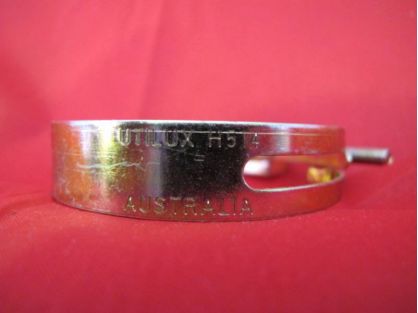 UTILUX H514
=
AUSTRALIA